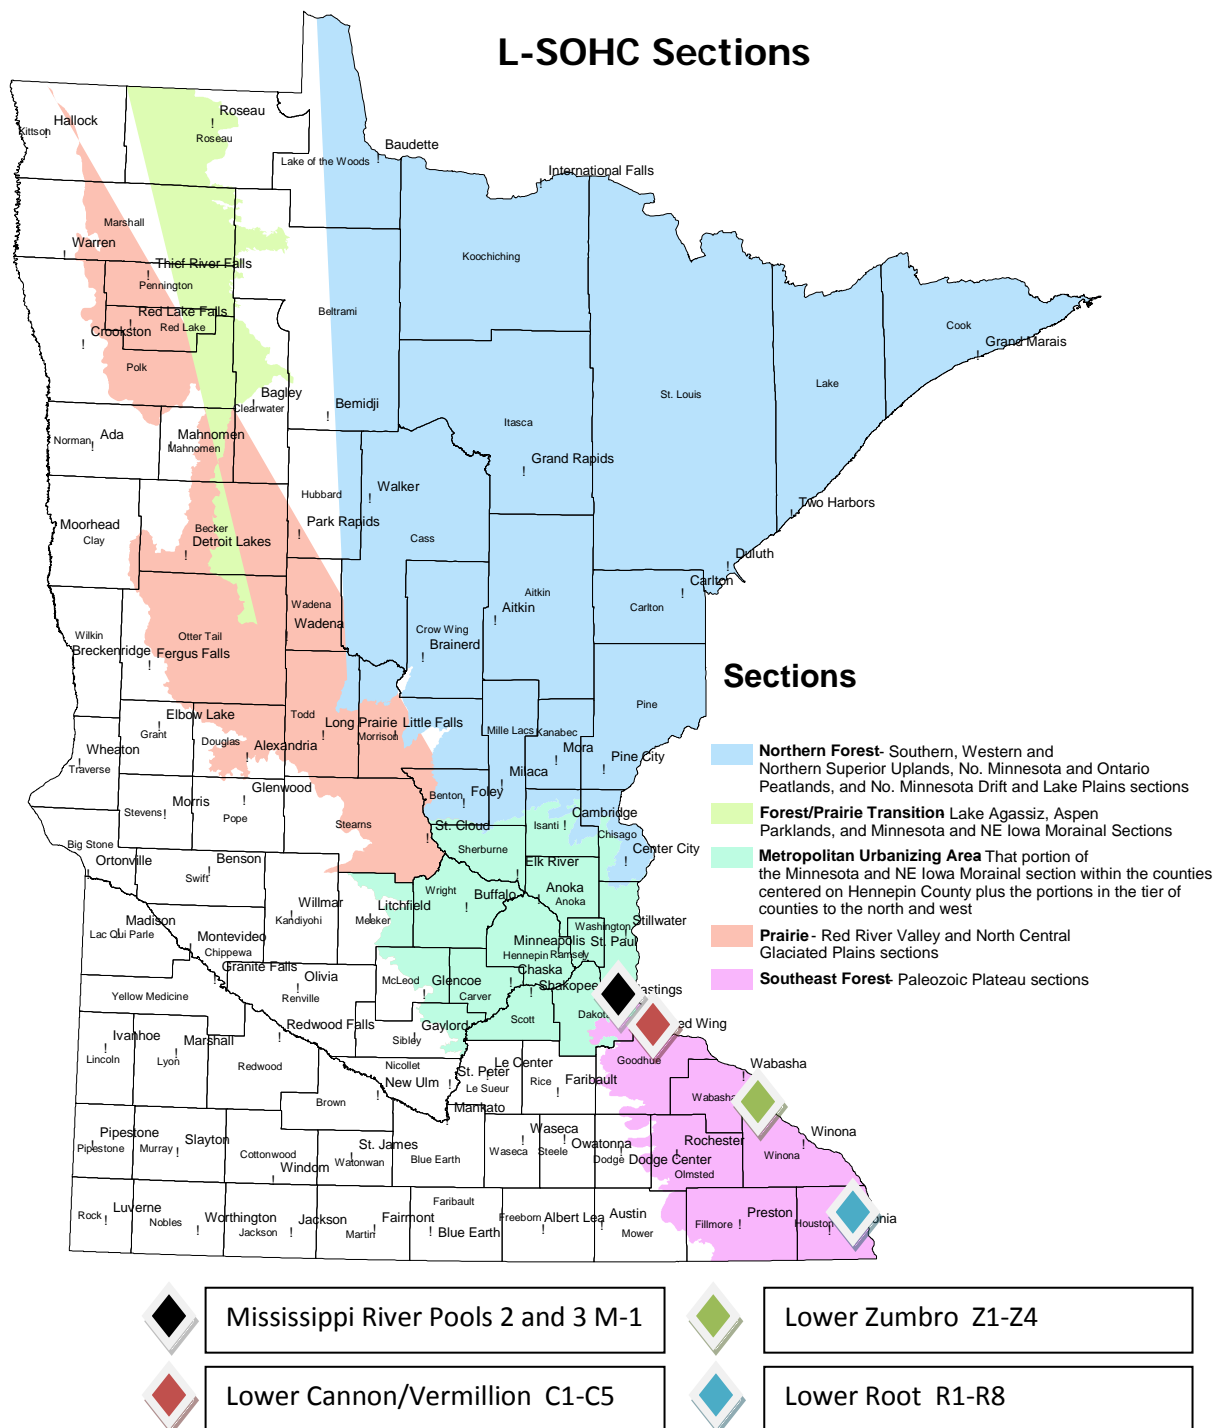 L-SOHC Sections
Roseau
Hallock
Kittson
Roseau
Baudette
Lake of the Woods
International Falls
Marshall
Warren
Koochiching
Thief River Falls
Pennington
Red Lake Falls
Red Lake
Crookston
Beltrami
Cook
Grand Marais
Polk
Lake
St. Louis
Bagley
Clearwater
Bemidji
Itasca
Norman
Ada
Mahnomen
Mahnomen
Grand Rapids
Hubbard
Walker
Two Harbors
Moorhead
Clay
Becker
Detroit Lakes
Park Rapids
Cass
Duluth
Carlton
Aitkin
Aitkin
Carlton
Wadena
Wadena
Wilkin
Breckenridge
Otter Tail
Fergus Falls
Crow Wing
Brainerd
Sections
Pine
Elbow Lake
Grant
Todd
Long Prairie
Little Falls
Morrison
Mille Lacs
Kanabec
Douglas
Alexandria
Wheaton
Traverse
Mora
Pine City
Milaca
Northern Forest- Southern, Western and
Northern Superior Uplands, No. Minnesota and Ontario
Peatlands, and No. Minnesota Drift and Lake Plains sections
Glenwood
Morris
Stevens
Pope
Benton
Foley
Stearns
St. Cloud
Isanti
Cambridge
Chisago
Forest/Prairie Transition Lake Agassiz, Aspen
Parklands, and Minnesota and NE Iowa Morainal Sections
Big Stone
Ortonville
Benson
Swift
Sherburne
Elk River
Center City
Metropolitan Urbanizing Area That portion of
the Minnesota and NE Iowa Morainal section within the counties
centered on Hennepin County plus the portions in the tier of
counties to the north and west
Willmar
Kandiyohi
Wright
Buffalo
Anoka
Anoka
Litchfield
Meeker
Madison
Lac Qui Parle
Montevideo
Chippewa
Stillwater
Washington
St. Paul
Minneapolis
Hennepin
Ramsey
Prairie - Red River Valley and North Central
Glaciated Plains sections
Granite Falls
Olivia
Renville
McLeod
Glencoe
Carver
Chaska
Shakopee
Southeast Forest- Paleozoic Plateau sections
Yellow Medicine
Scott
Dakota
astings
Redwood Falls
Gaylord
Sibley
ed Wing
Ivanhoe
Lincoln
Marshall
Lyon
Redwood
Nicollet
New Ulm
St. Peter
Le Center
Le Sueur
Rice
Faribault
Goodhue
Wabasha
Wabasha
Brown
Mankato
Pipestone
Pipestone
Slayton
Murray
Cottonwood
Windom
St. James
Watonwan
Blue Earth
Waseca
Waseca
Owatonna
Steele
Dodge
Dodge Center
Rochester
Olmsted
Winona
Winona
Luverne
Rock
Nobles
Worthington
Jackson
Jackson
Fairmont
Martin
Faribault
Blue Earth
Freeborn
Albert Lea
Austin
Mower
Fillmore
Preston
Houston
onia
Mississippi River Pools 2 and 3 M-1
Lower Zumbro Z1-Z4
Lower Cannon/Vermillion C1-C5
Lower Root R1-R8